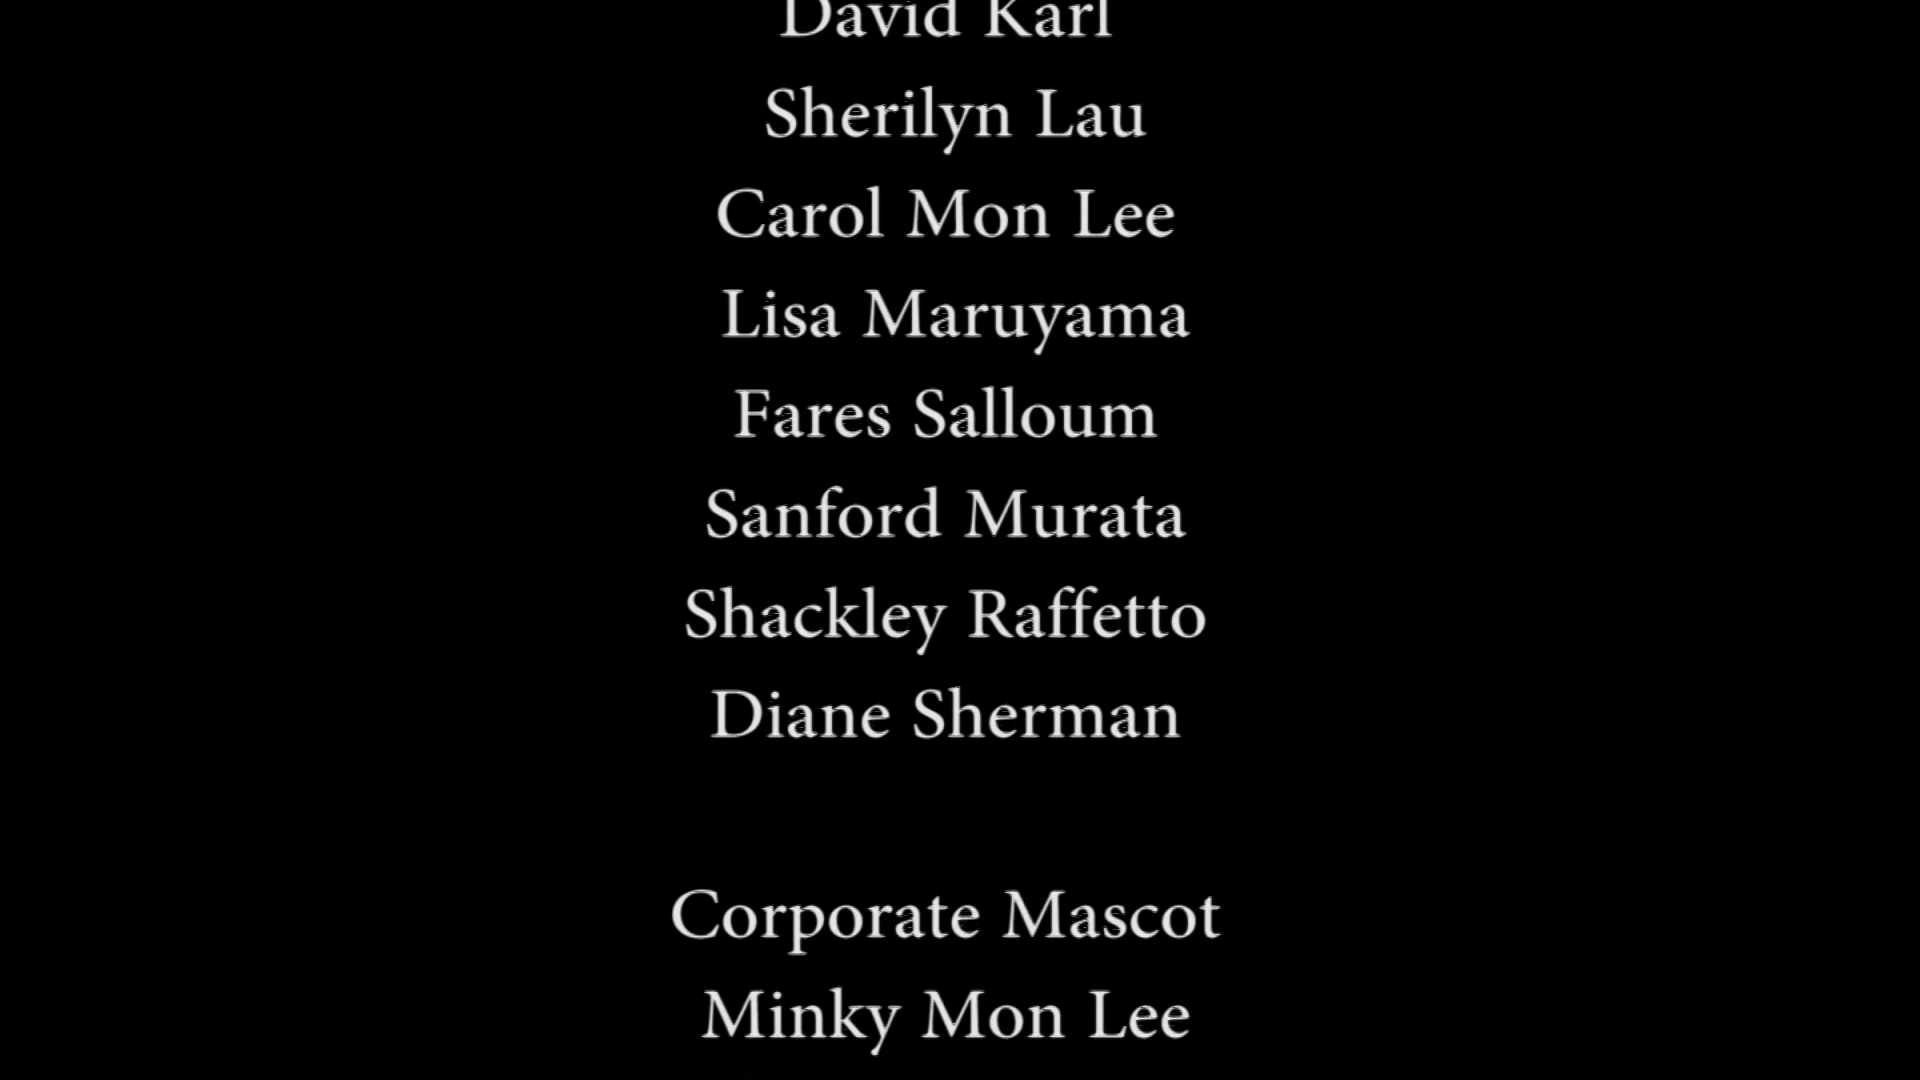 David Karl
Sherilyn Lau
Carol Mon Lee
Lisa Maruyama
Fares Salloum
Sanford Murata
Shackley Raffetto
Diane Sherman
Corporate Mascot
Minky Mon Lee